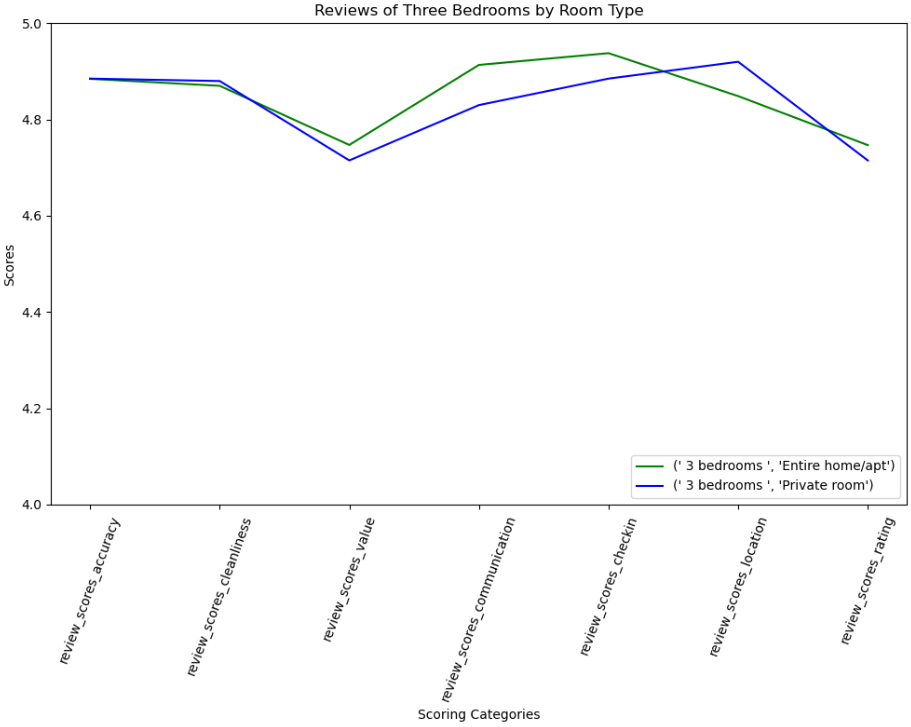 Reviews of Three Bedrooms by Room Type
5.0
4.8
4.6
4.4
4.2
4.0
Scores
(' 3 bedrooms ', 'Entire home/apt')
(' 3 bedrooms ', 'Private room')
review_scores_accuracy
review_scores_cleanliness
review_scores_value
review_scores_communication
review_scores_checkin
review_scores_location
review_scores_rating
Scoring Categories